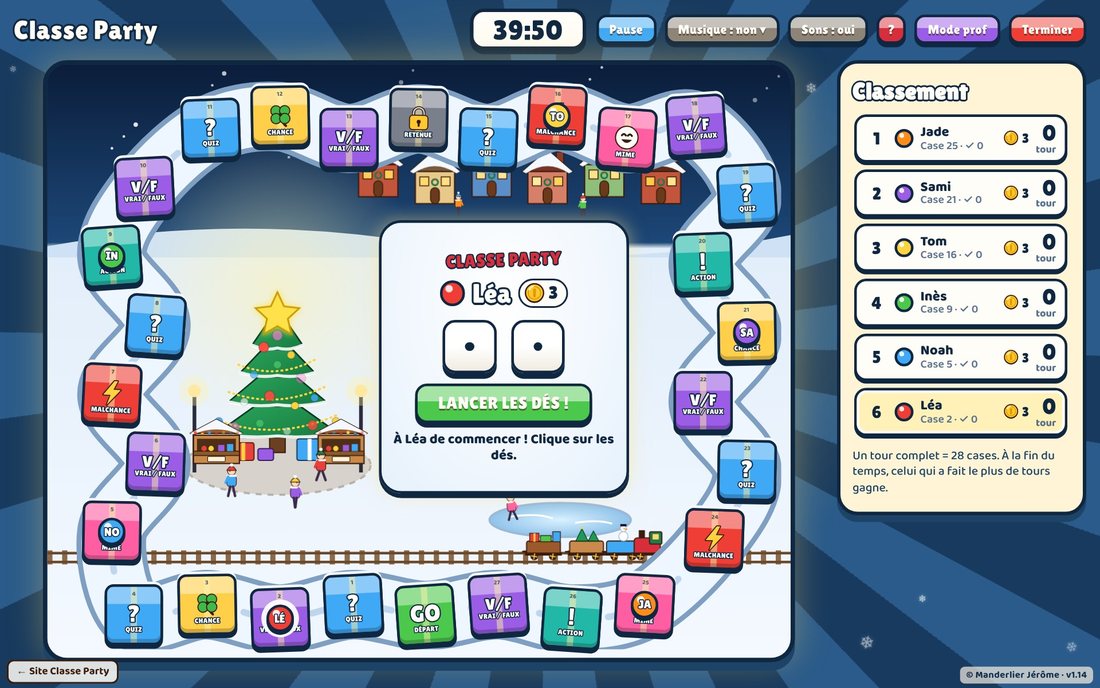 Classe Party
39:50
Pause
Musique : non ▾
Sons : oui
?
Mode prof
Terminer
11
?
QUIZ
12
CHANCE
13
V/F
VRAI / FAUX
14
RETENUE
15
?
QUIZ
16
TO
MALCHANCE
17
MIME
18
V/F
VRAI / FAUX
10
V/F
VRAI / FAUX
19
?
QUIZ
9
IN
ACTION
20
!
ACTION
8
?
QUIZ
21
SA
CHANCE
7
MALCHANCE
22
V/F
VRAI / FAUX
6
V/F
VRAI / FAUX
23
?
QUIZ
5
NO
MIME
24
MALCHANCE
4
?
QUIZ
3
CHANCE
2
LÉ
1
?
QUIZ
GO
DÉPART
27
V/F
VRAI / FAUX
26
!
ACTION
25
JA
MIME
CLASSE PARTY
Léa
3
LANCER LES DÉS !
À Léa de commencer ! Clique sur les
dés.
Classement
1
Jade
Case 25 · ✓ 0
3
0
tour
2
Sami
Case 21 · ✓ 0
3
0
tour
3
Tom
Case 16 · ✓ 0
3
0
tour
4
Inès
Case 9 · ✓ 0
3
0
tour
5
Noah
Case 5 · ✓ 0
3
0
tour
6
Léa
Case 2 · ✓ 0
3
0
tour
Un tour complet = 28 cases. À la fin du
temps, celui qui a fait le plus de tours
gagne.
← Site Classe Party
© Manderlier Jérôme · v1.14